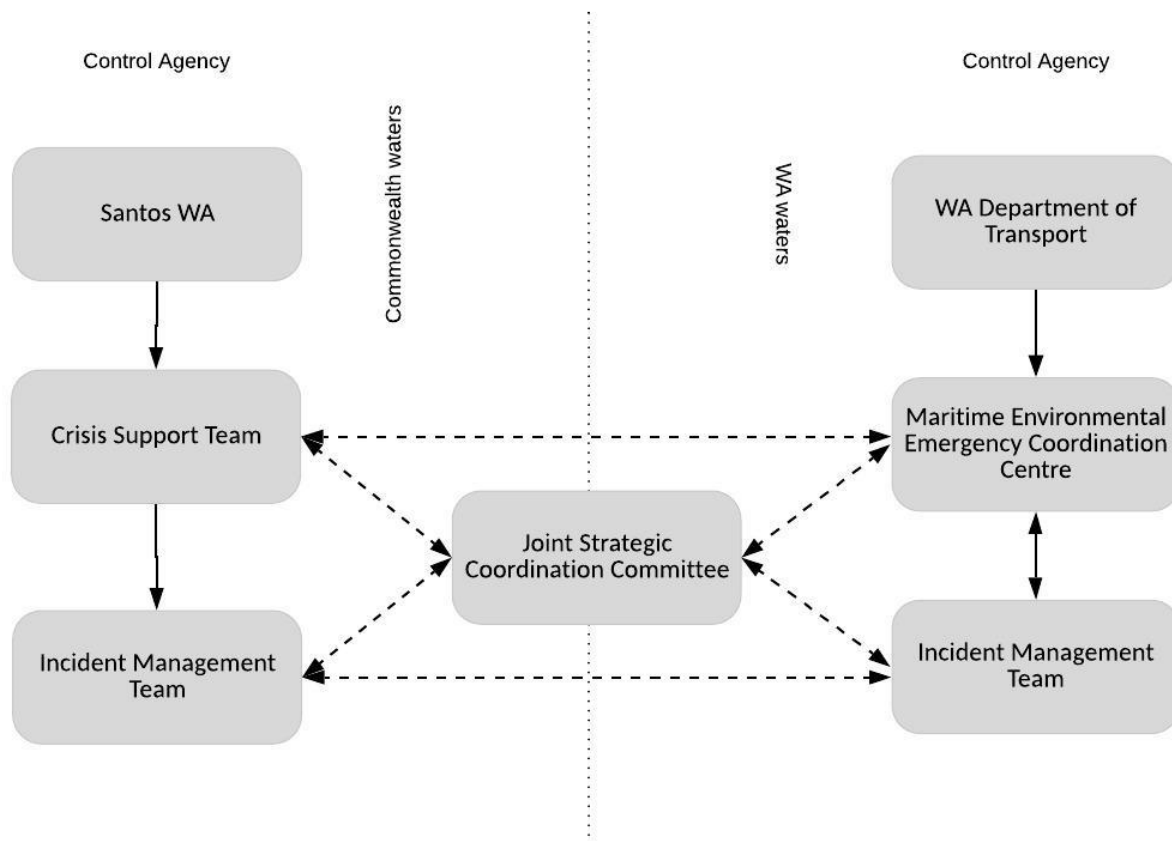 Control Agency
Control Agency
Commonwealth waters
WA waters
Santos WA
WA Department of
Transport
Crisis Support Team
Maritime Environmental
Emergency Coordination
Centre
Joint Strategic
Coordination Committee
Incident Management
Team
Incident Management
Team